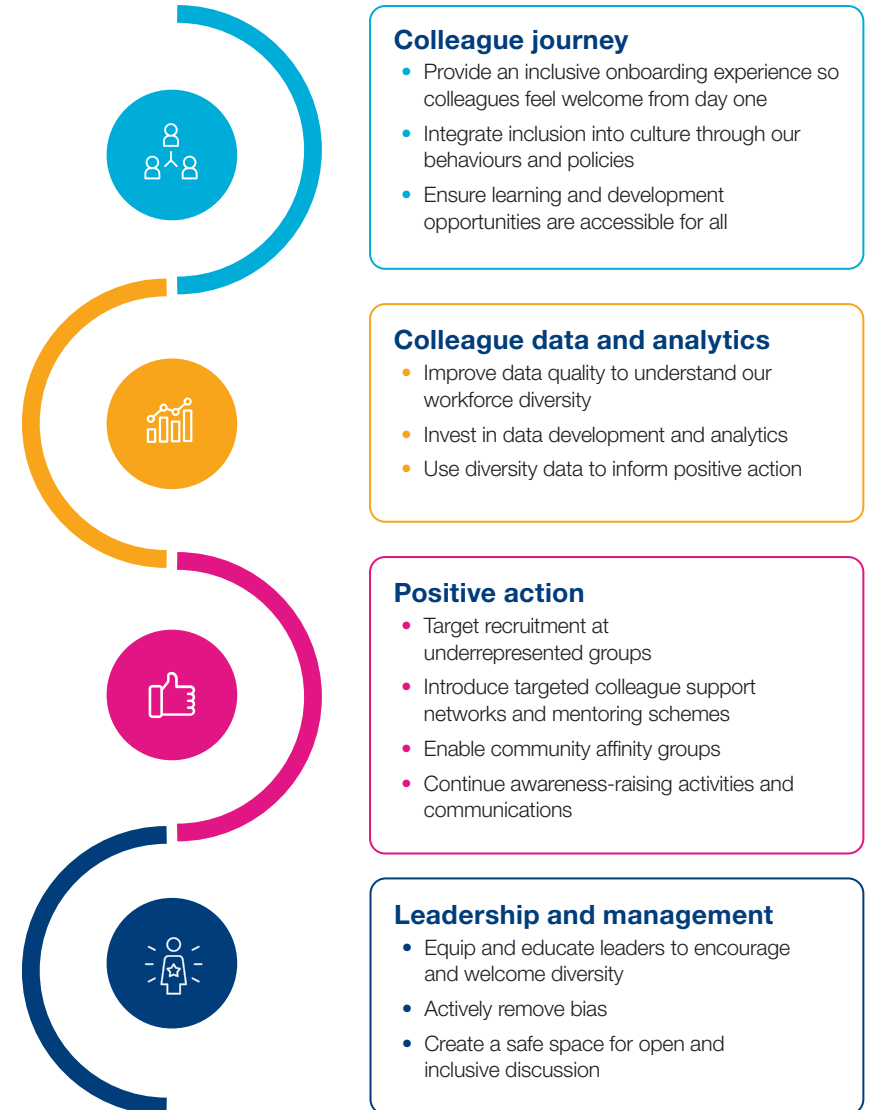 Colleague journey
• Provide an inclusive onboarding experience so
colleagues feel welcome from day one
• Integrate inclusion into culture through our
behaviours and policies
• Ensure learning and development
opportunities are accessible for all
Colleague data and analytics
• Improve data quality to understand our
workforce diversity
• Invest in data development and analytics
• Use diversity data to inform positive action
Positive action
• Target recruitment at
underrepresented groups
• Introduce targeted colleague support
networks and mentoring schemes
• Enable community affinity groups
• Continue awareness-raising activities and
communications
Leadership and management
• Equip and educate leaders to encourage
and welcome diversity
• Actively remove bias
• Create a safe space for open and
inclusive discussion